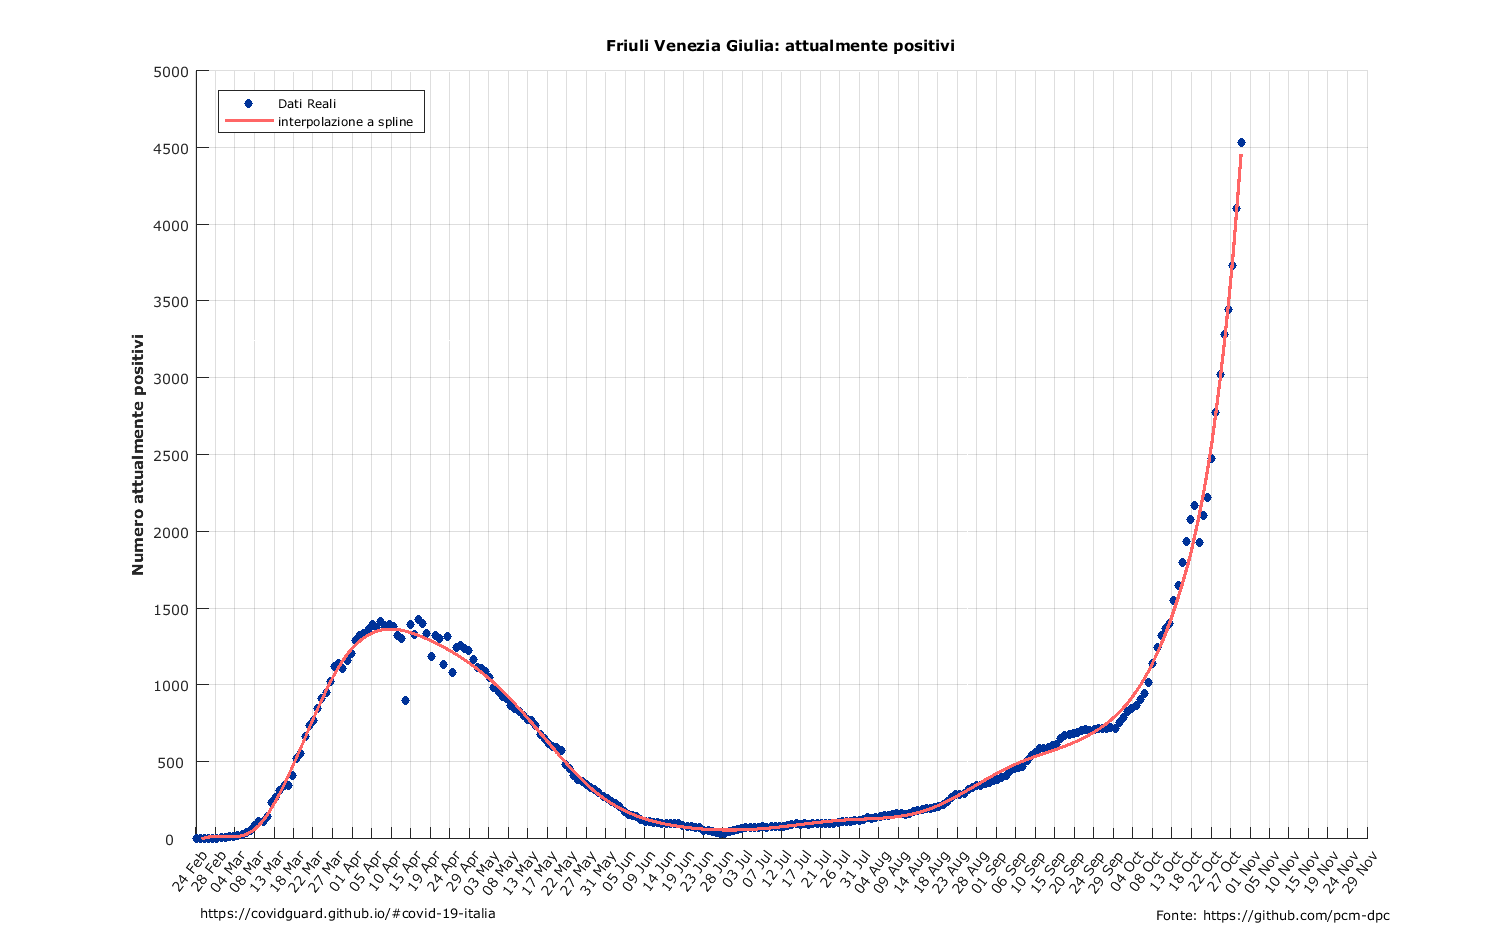 Friuli Venezia Giulia: attualmente positivi
Dati Reali
interpolazione a spline
Numero attualmente positivi
5000
4500
4000
3500
3000
2500
2000
1500
1000
500
0
24 Feb
28 Feb
04 Mar
08 Mar
13 Mar
18 Mar
22 Mar
27 Mar
01 Apr
05 Apr
10 Apr
15 Apr
19 Apr
24 Apr
29 Apr
03 May
08 May
13 May
17 May
22 May
27 May
31 May
05 Jun
09 Jun
14 Jun
19 Jun
23 Jun
28 Jun
03 Jul
07 Jul
12 Jul
17 Jul
21 Jul
26 Jul
31 Jul
04 Aug
09 Aug
14 Aug
18 Aug
23 Aug
28 Aug
01 Sep
06 Sep
10 Sep
15 Sep
20 Sep
24 Sep
29 Sep
04 Oct
08 Oct
13 Oct
18 Oct
22 Oct
27 Oct
01 Nov
05 Nov
10 Nov
15 Nov
19 Nov
24 Nov
29 Nov
https://covidguard.github.io/#covid-19-italia
Fonte: https://github.com/pcm-dpc